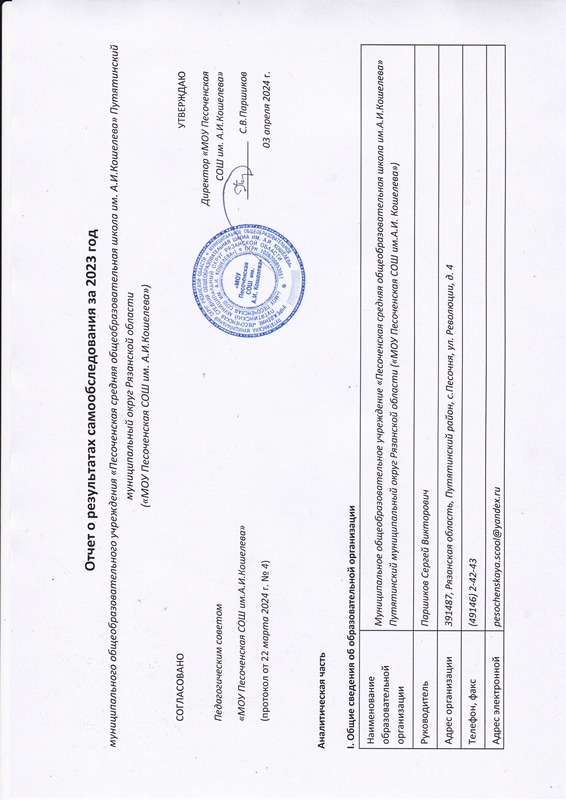 Отчет о результатах самообследования за 2023 год
муниципального общеобразовательного учреждения «Песоченская средняя общеобразовательная школа им. А.И.Кошелева» Путятинский
муниципальный округ Рязанской области
(«МОУ Песоченская СОШ им. А.И.Кошелева»)
СОГЛАСОВАНО
Педагогическим советом
«МОУ Песоченская СОШ им.А.И.Кошелева»
(протокол от 22 марта 2024 г. № 4)
УТВЕРЖДАЮ
Директор «МОУ Песоченская
СОШ им. А.И.Кошелева»
С.В.Паршиков
03 апреля 2024 г.
«МОУ
Песоченская
СОШ им.
А.И. Кошелева»
Аналитическая часть
I. Общие сведения об образовательной организации
Наименование
образовательной
организации
Муниципальное общеобразовательное учреждение «Песоченская средняя общеобразовательная школа им.А.И.Кошелева»
Путятинский муниципальный округ Рязанской области («МОУ Песоченская СОШ им.А.И. Кошелева»)
Руководитель
Паршиков Сергей Викторович
Адрес организации
391487, Рязанская область, Путятинский район, с.Песочня, ул. Революции, д. 4
Телефон, факс
(49146) 2-42-43
Адрес электронной
pesochenskaya.scool@yandex.ru